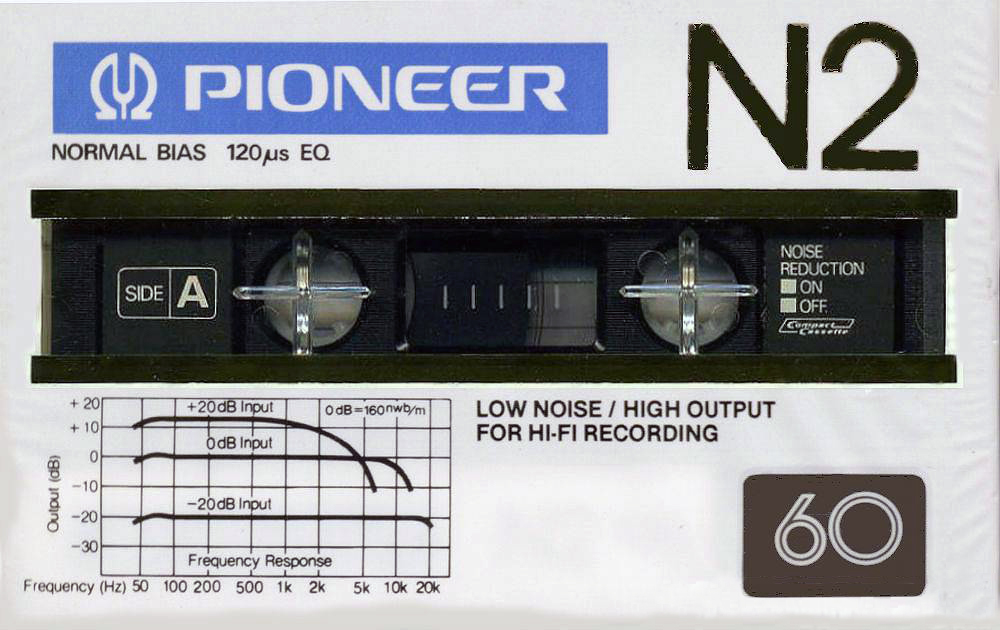 PIONEER
N2
NORMAL BIAS 120µs EQ
SIDE A
NOISE
REDUCTION
ON
OFF
Compact
Cassette
+20
+10
0
-10
-20
-30
Output (dB)
+20dB Input
0dB=160nwb/m
0dB Input
-20dB Input
Frequency Response
Frequency (Hz) 50 100 200 500 1k 2k 5k 10k 20k
LOW NOISE / HIGH OUTPUT
FOR HI-FI RECORDING
60